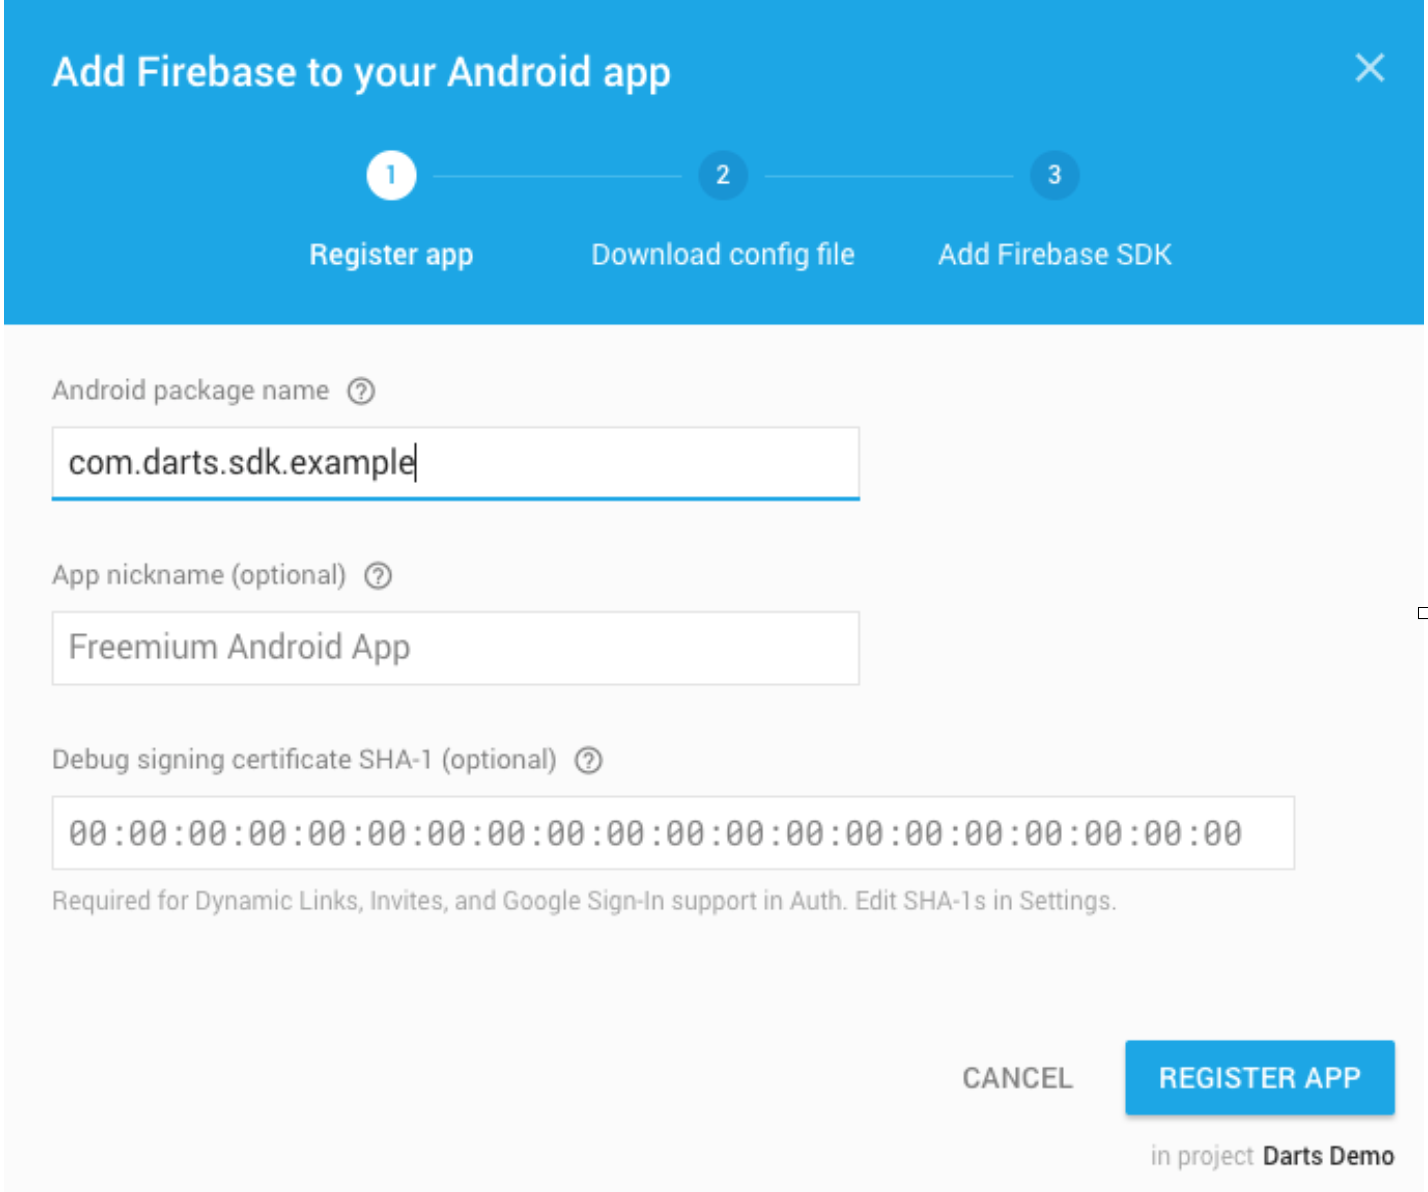 Add Firebase to your Android app
1
2
3
Register app
Download config file
Add Firebase SDK
Android package name
com.darts.sdk.example
App nickname (optional)
Freemium Android App
Debug signing certificate SHA-1 (optional)
00:00:00:00:00:00:00:00:00:00:00:00:00:00:00:00:00:00:00:00
Required for Dynamic Links, Invites, and Google Sign-In support in Auth. Edit SHA-1s in Settings.
CANCEL
REGISTER APP
in project Darts Demo